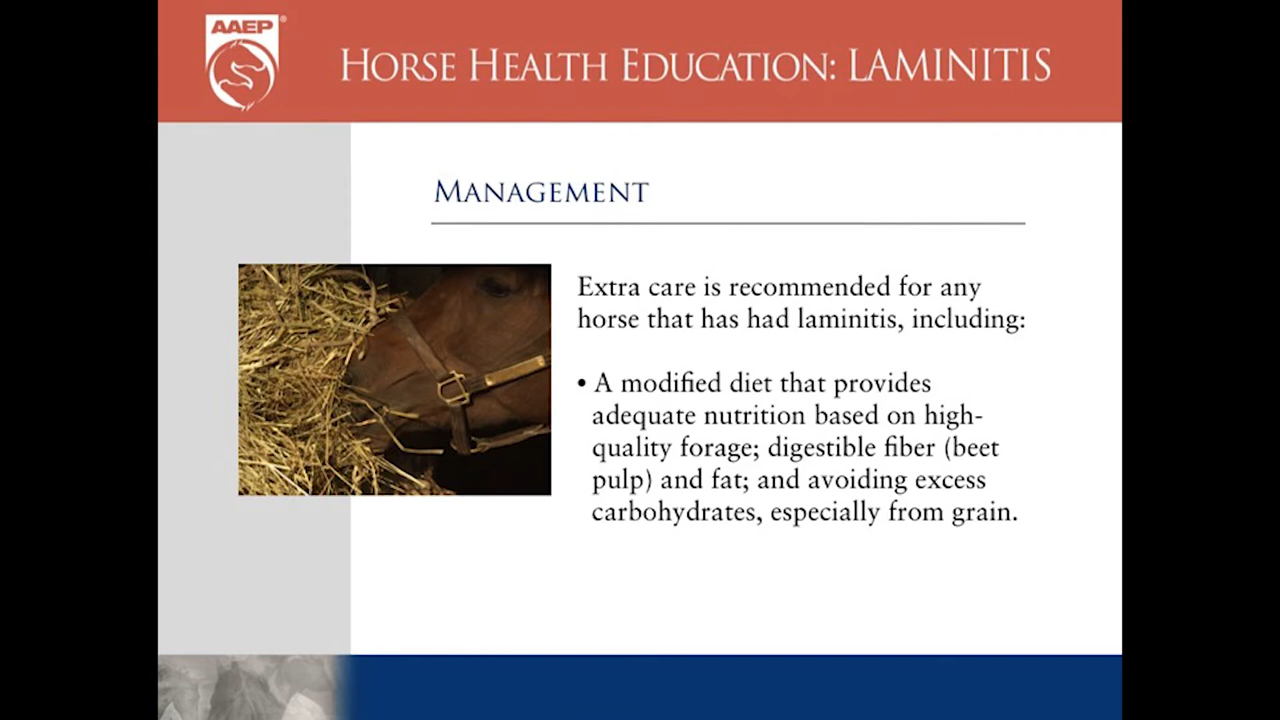 AAEP®
HORSE HEALTH EDUCATION: LAMINITIS
MANAGEMENT
Extra care is recommended for any
horse that has had laminitis, including:
• A modified diet that provides
adequate nutrition based on high-
quality forage; digestible fiber (beet
pulp) and fat; and avoiding excess
carbohydrates, especially from grain.